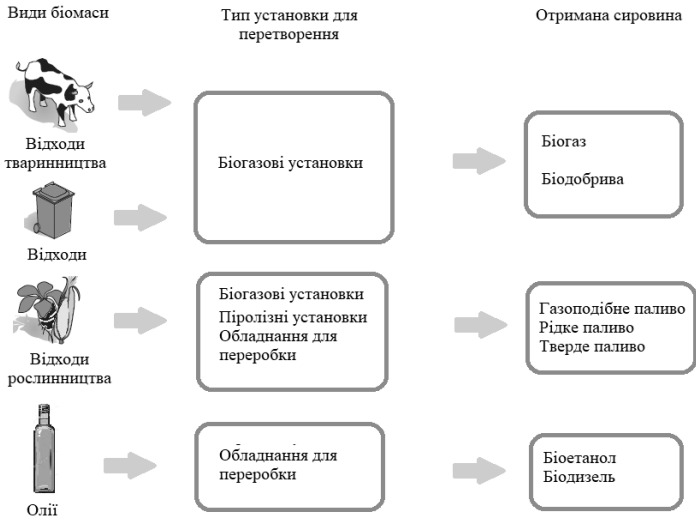 Види біомаси
Тип установки для
перетворення
Отримана сировина
Відходи
тваринництва
Біогазові установки
Біогаз
Біодобрива
Відходи
Біогазові установки
Піролізні установки
Обладнання для
переробки
Газоподібне паливо
Рідке паливо
Тверде паливо
Відходи
рослинництва
Обладнання для
переробки
Біоетанол
Біодизель
Олії